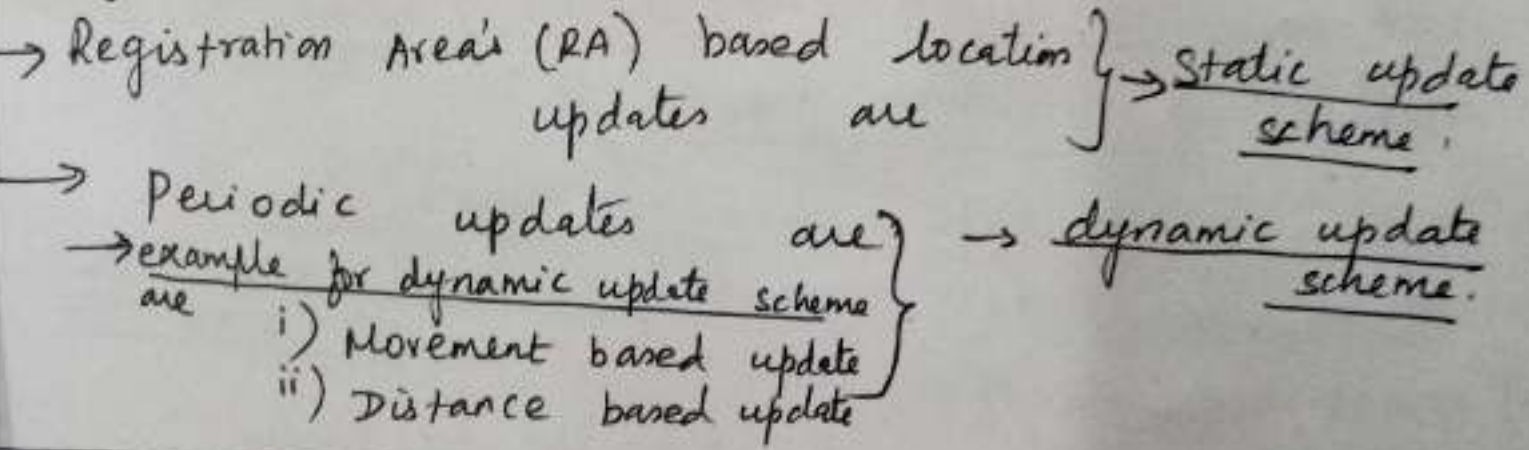 → Registration Area's (RA) based location } → Static update
updates are scheme.
→ Periodic updates are } → dynamic update
→ example for dynamic update scheme scheme.
are
i) Movement based update
ii) Distance based update